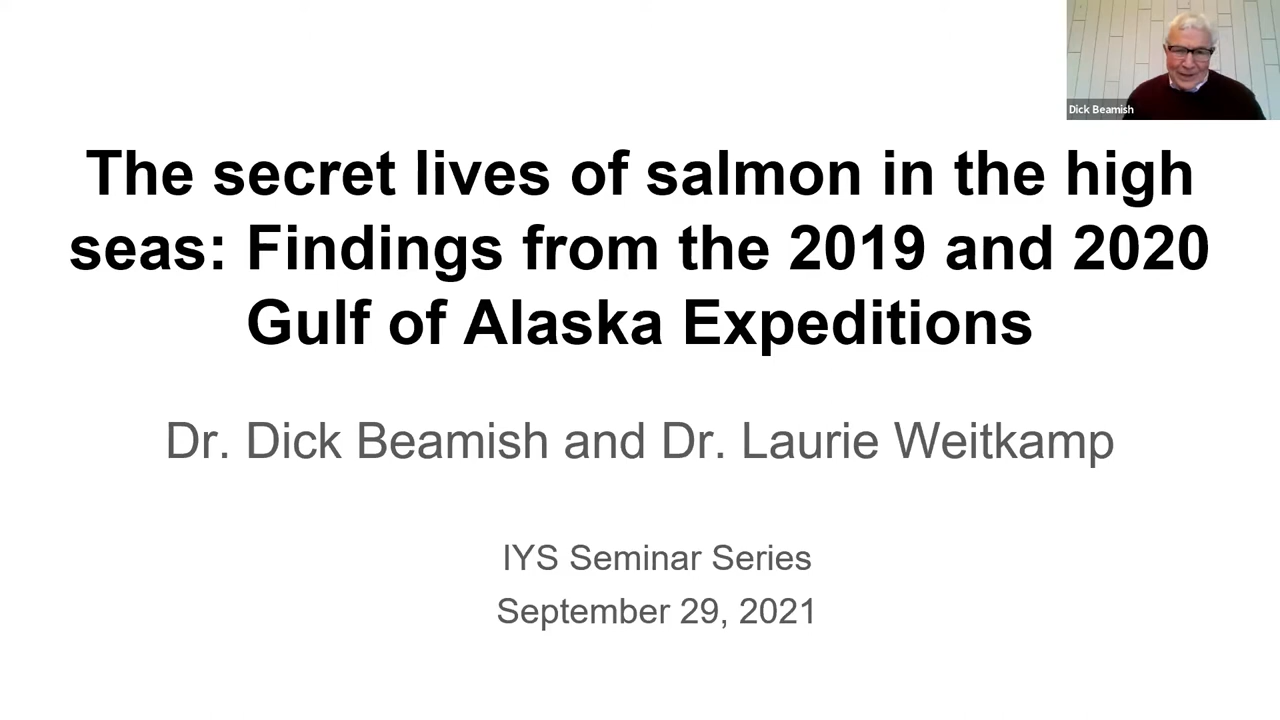 Dick Beamish
The secret lives of salmon in the high
seas: Findings from the 2019 and 2020
Gulf of Alaska Expeditions
Dr. Dick Beamish and Dr. Laurie Weitkamp
IYS Seminar Series
September 29, 2021